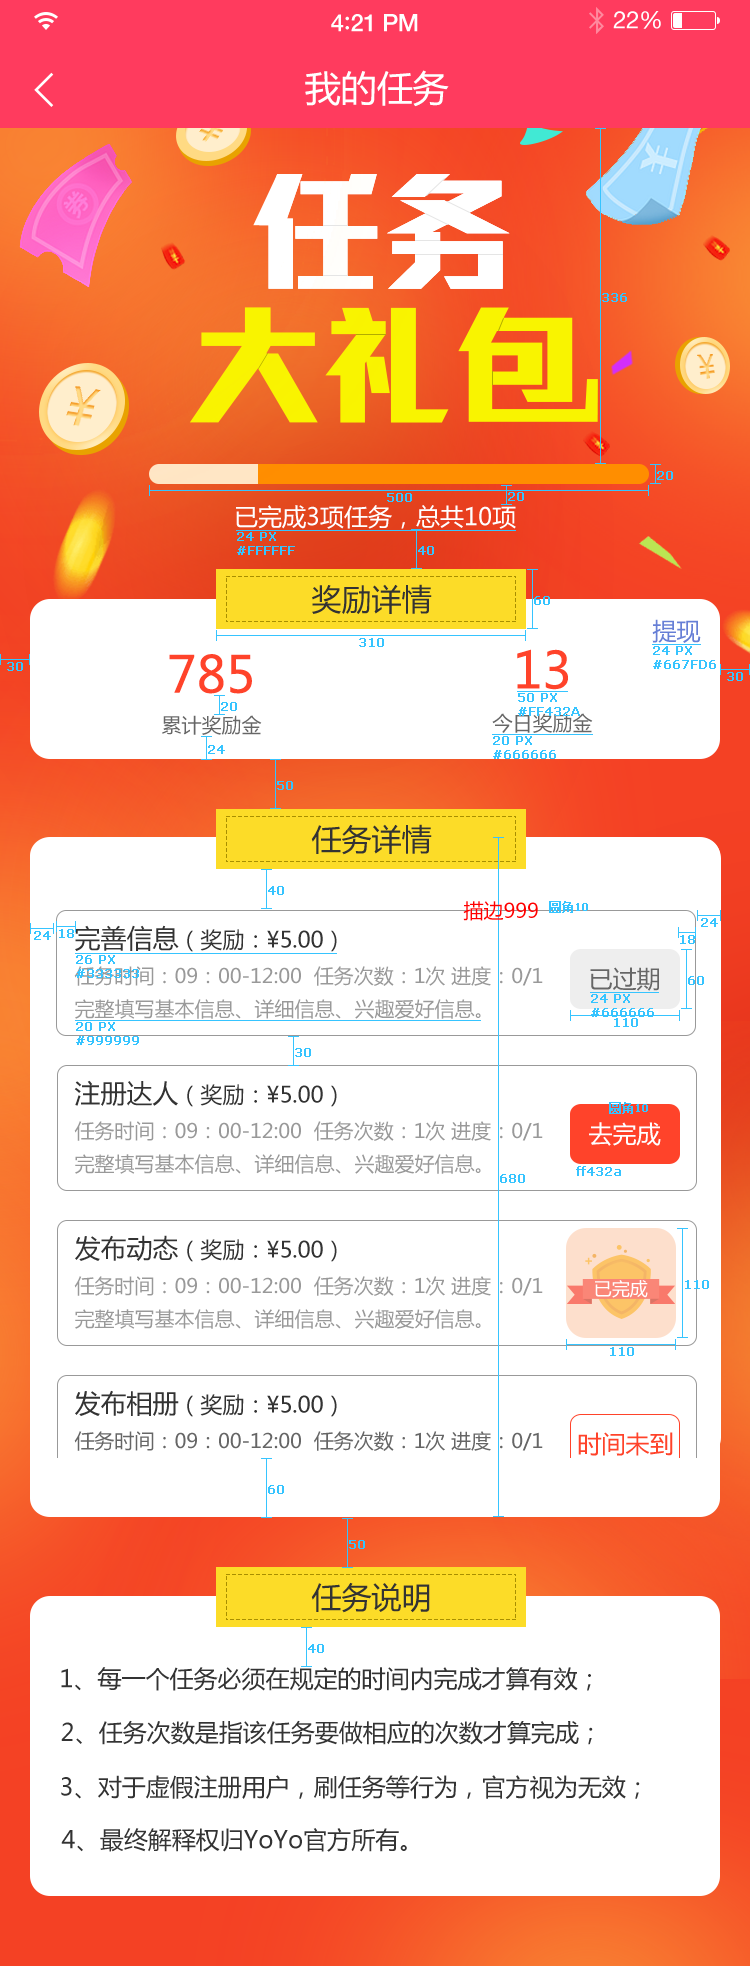 4:21 PM
22%
我的任务
券
¥
¥
任务
336
大礼包
¥
¥
20
500
20
已完成3项任务，总共10项
24 PX
#FFFFFF
40
奖励详情
60
310
提现
24 PX
#667FD6
30
30
785
13
50 PX
#FF432A
20
累计奖励金
今日奖励金
24
20 PX
#666666
50
任务详情
40
描边999
圆角10
24
18
24
18
完善信息（奖励：¥5.00）
26 PX
#333333
任务时间：09：00-12:00 任务次数：1次 进度：0/1
已过期
60
完整填写基本信息、详细信息、兴趣爱好信息。
24 PX
#666666
110
20 PX
#999999
30
注册达人（奖励：¥5.00）
圆角10
任务时间：09：00-12:00 任务次数：1次 进度：0/1
去完成
完整填写基本信息、详细信息、兴趣爱好信息。
ff432a
680
发布动态（奖励：¥5.00）
任务时间：09：00-12:00 任务次数：1次 进度：0/1
已完成
110
完整填写基本信息、详细信息、兴趣爱好信息。
110
发布相册（奖励：¥5.00）
任务时间：09：00-12:00 任务次数：1次 进度：0/1
时间未到
60
50
任务说明
40
1、每一个任务必须在规定的时间内完成才算有效；
2、任务次数是指该任务要做相应的次数才算完成；
3、对于虚假注册用户，刷任务等行为，官方视为无效；
4、最终解释权归YoYo官方所有。